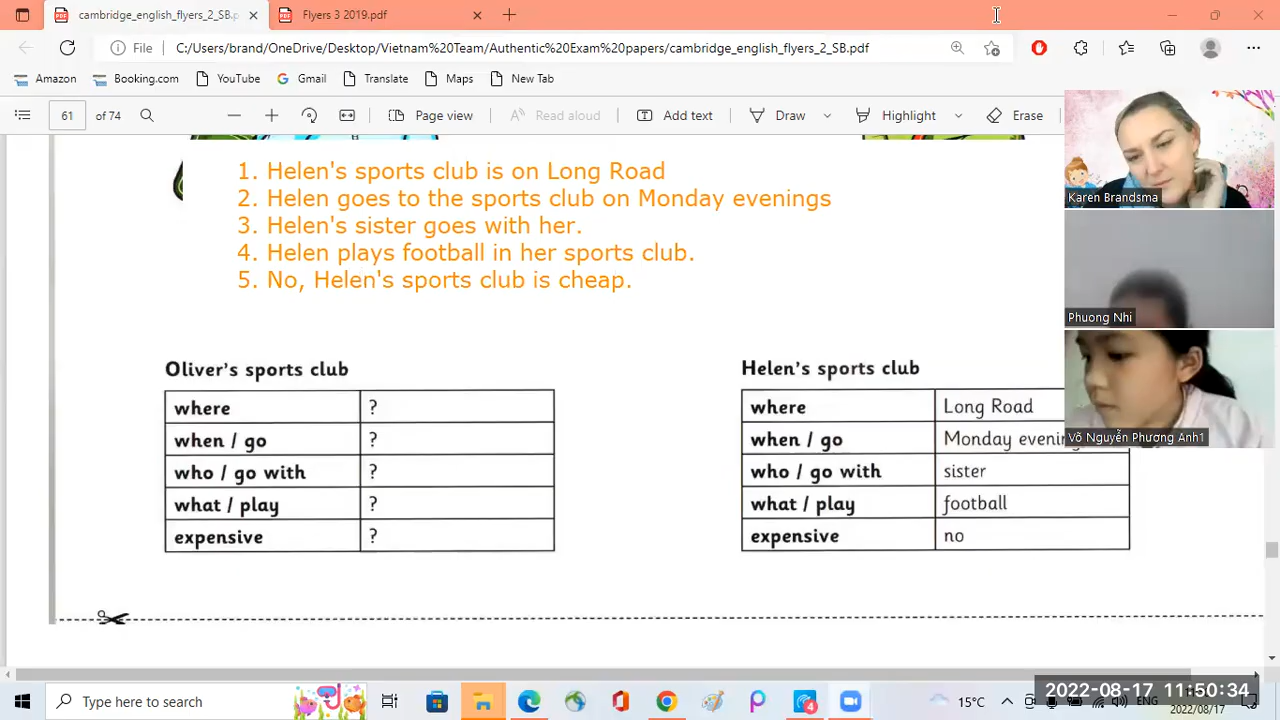 cambridge_english_flyers_2_SB.p
Flyers 3 2019.pdf
File
C:/Users/brand/OneDrive/Desktop/Vietnam%20Team/Authentic%20Exam%20papers/cambridge_english_flyers_2_SB.pdf
Amazon
Booking.com
YouTube
Gmail
Translate
Maps
New Tab
61 of 74
Page view
Read aloud
Add text
Draw
Highlight
Erase
1. Helen's sports club is on Long Road
2. Helen goes to the sports club on Monday evenings
3. Helen's sister goes with her.
4. Helen plays football in her sports club.
5. No, Helen's sports club is cheap.
Karen Brandsma
Phuong Nhi
Võ Nguyễn Phương Anh1
Oliver's sports club
where ?
when / go ?
who / go with ?
what / play ?
expensive ?
Helen's sports club
where Long Road
when / go Monday evenin
who / go with sister
what / play football
expensive no
Type here to search
4
15°C
ENG
2022-08-17 11:50:34
2022/08/17